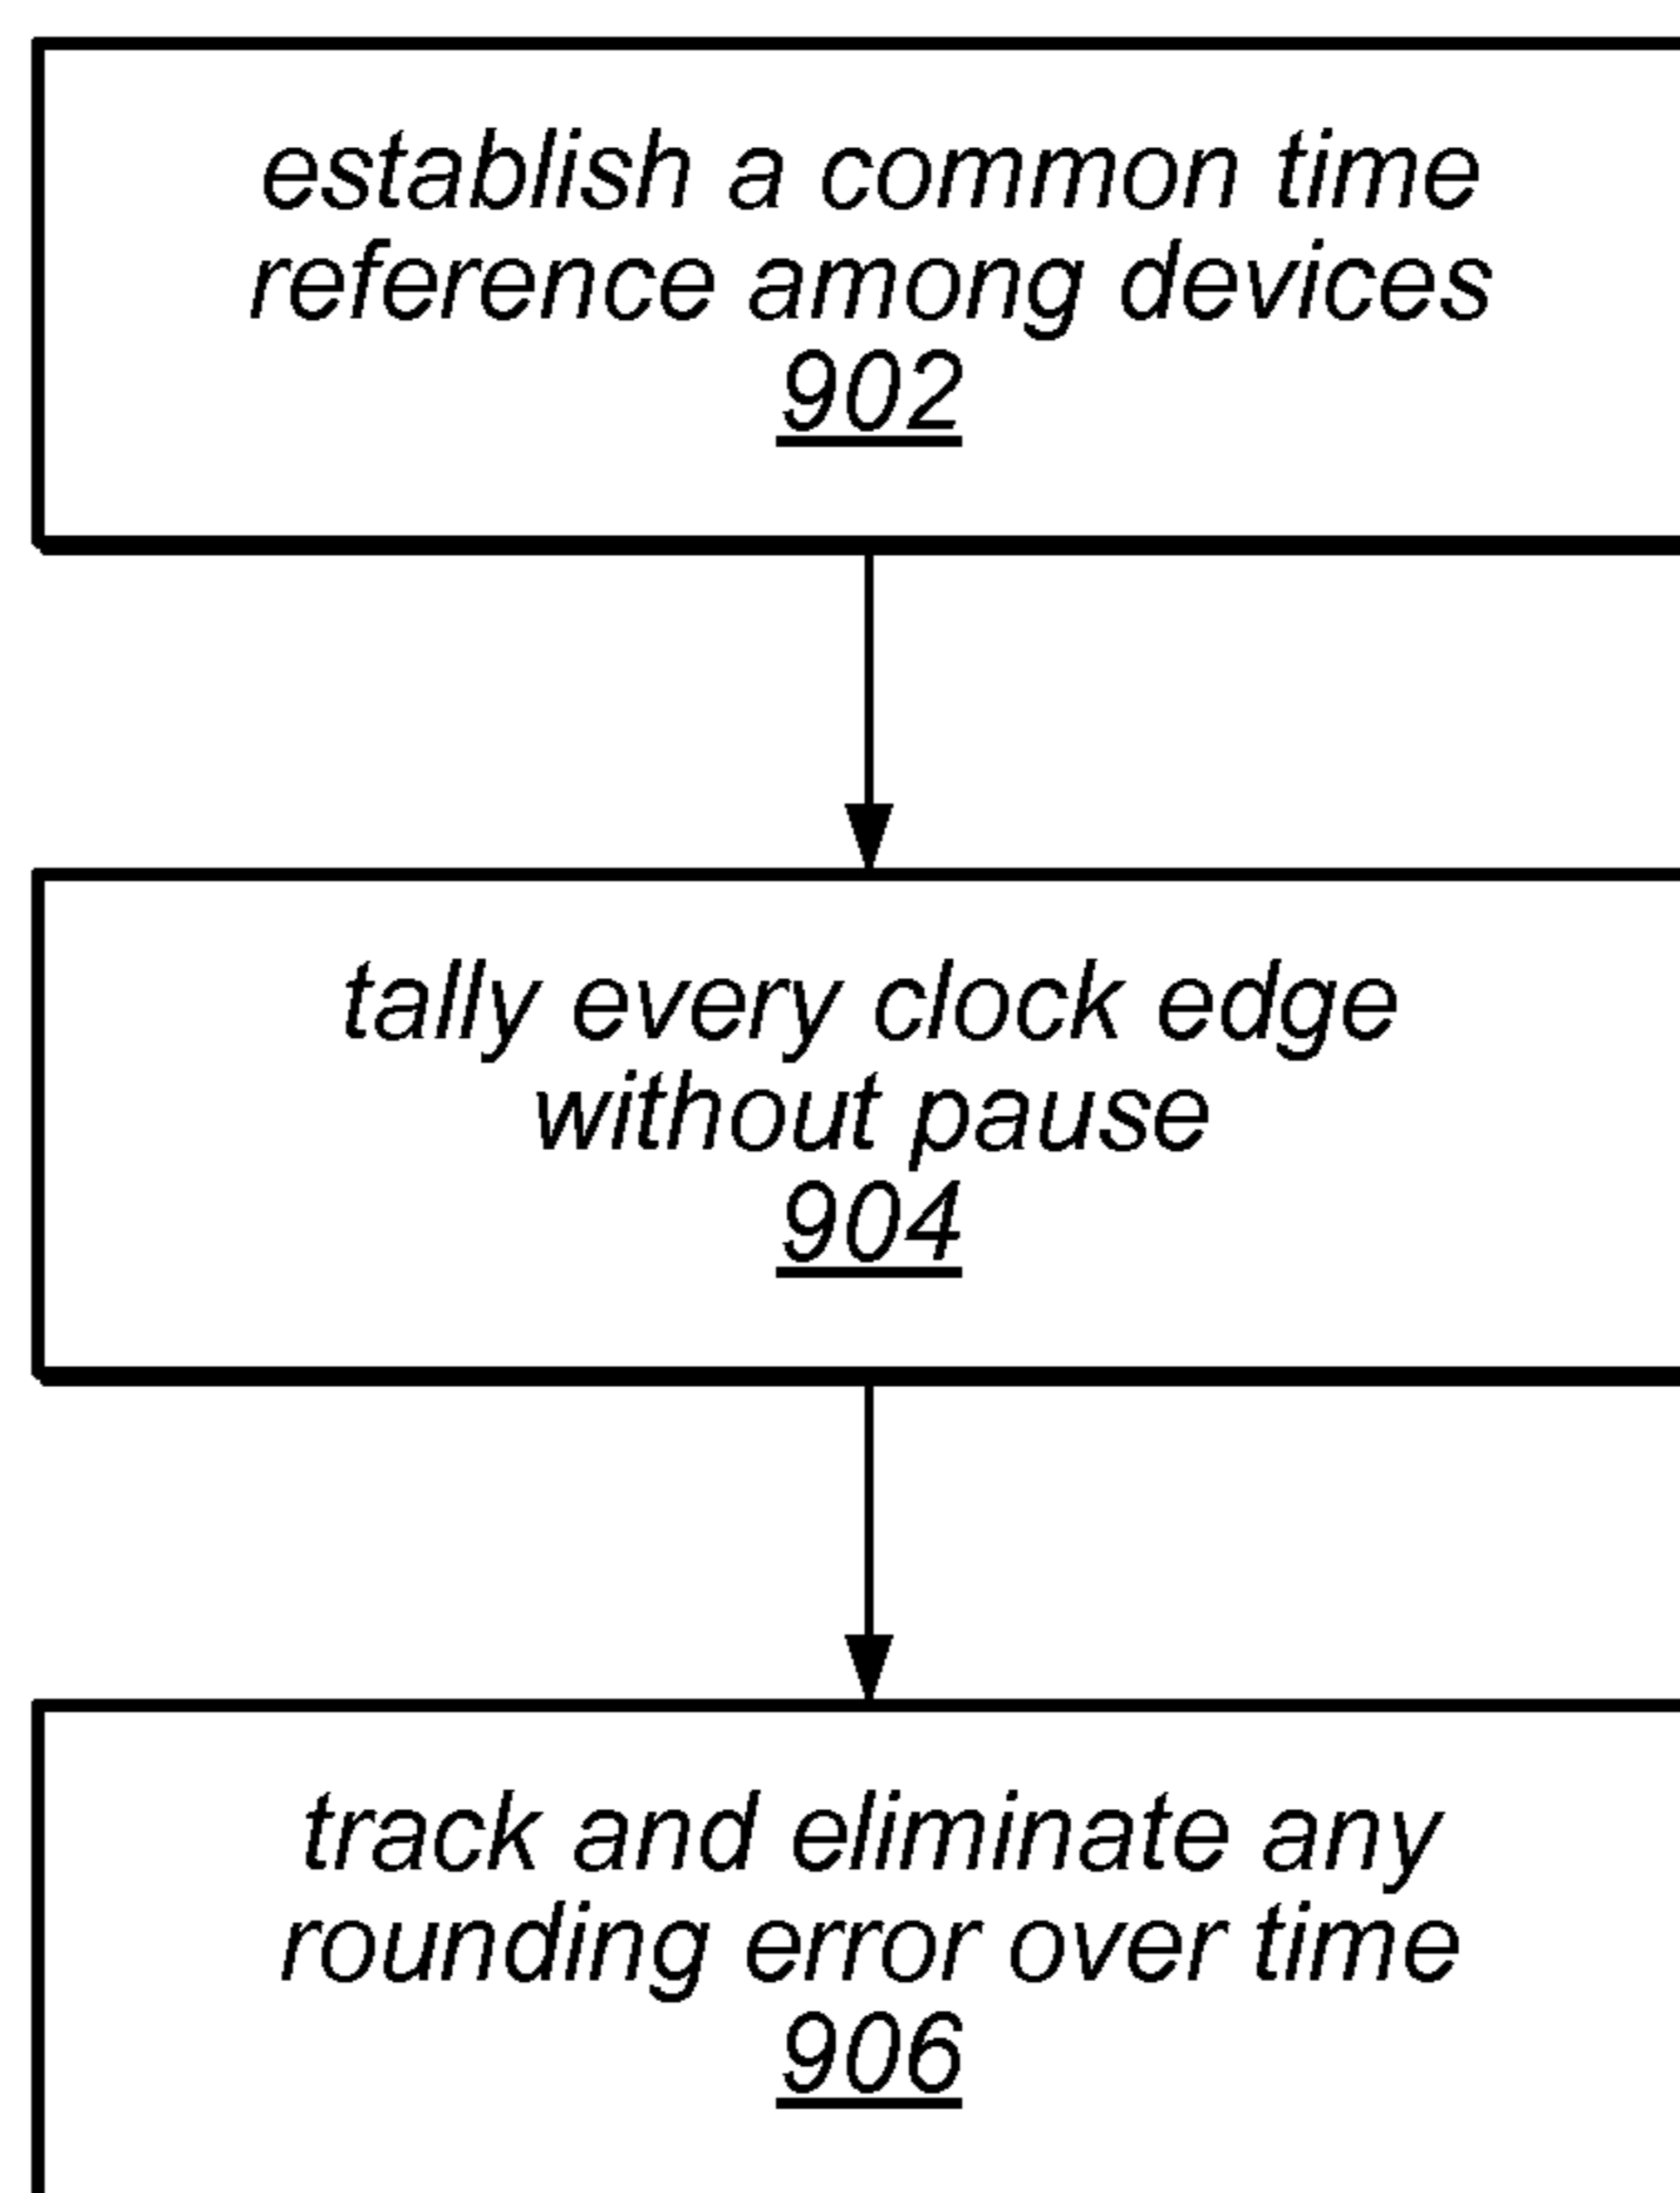 establish a common time
reference among devices
902
tally every clock edge
without pause
904
track and eliminate any
rounding error over time
906